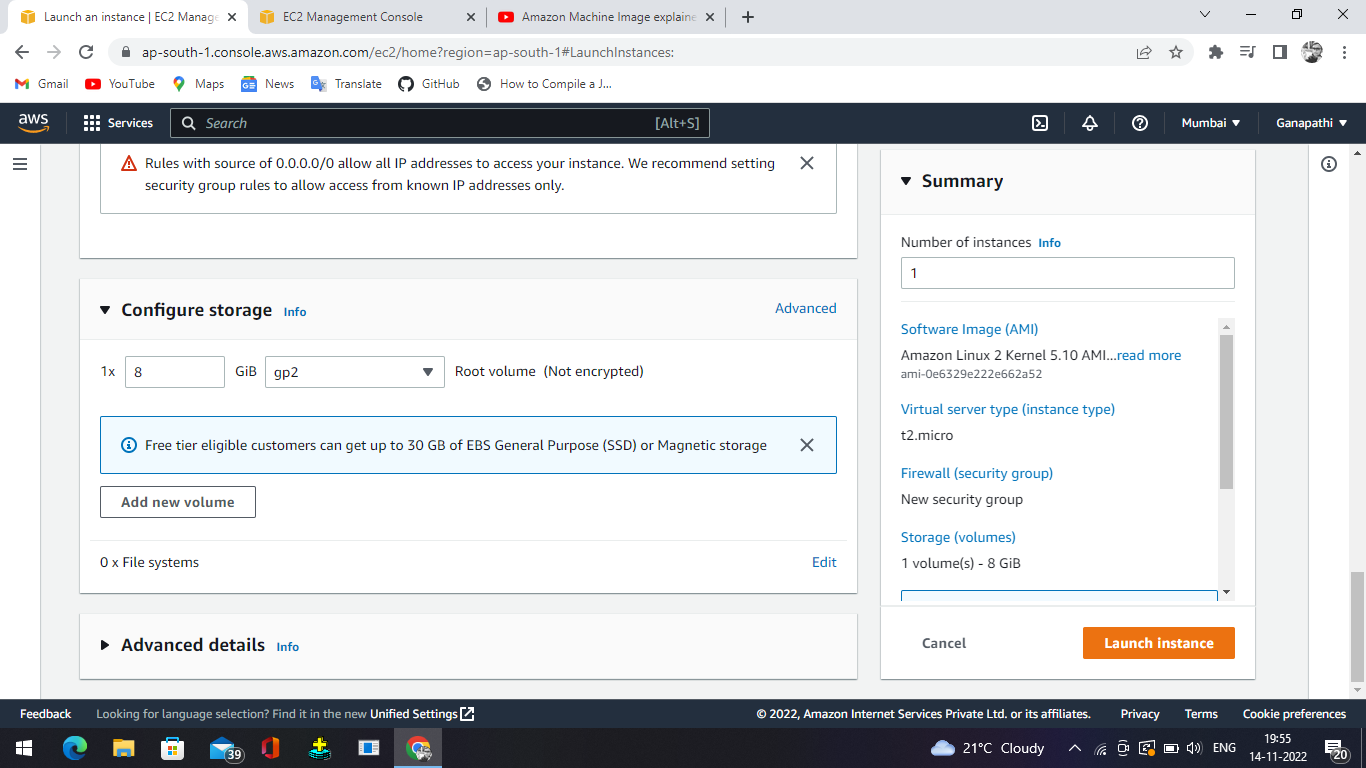 Launch an instance | EC2 Manage
EC2 Management Console
Amazon Machine Image explaine
ap-south-1.console.aws.amazon.com/ec2/home?region=ap-south-1#LaunchInstances:
Gmail
YouTube
Maps
News
Translate
GitHub
How to Compile a J...
aws
Services
Search
[Alt+S]
Mumbai
Ganapathi
Rules with source of 0.0.0.0/0 allow all IP addresses to access your instance. We recommend setting
security group rules to allow access from known IP addresses only.
Configure storage Info
Advanced
1x
8
GiB
gp2
Root volume (Not encrypted)
Free tier eligible customers can get up to 30 GB of EBS General Purpose (SSD) or Magnetic storage
Add new volume
0 x File systems
Edit
Advanced details Info
Summary
Number of instances Info
1
Software Image (AMI)
Amazon Linux 2 Kernel 5.10 AMI...read more
ami-0e6329e222e662a52
Virtual server type (instance type)
t2.micro
Firewall (security group)
New security group
Storage (volumes)
1 volume(s) - 8 GiB
Cancel
Launch instance
Feedback
Looking for language selection? Find it in the new Unified Settings
© 2022, Amazon Internet Services Private Ltd. or its affiliates.
Privacy
Terms
Cookie preferences
39
21°C Cloudy
ENG
19:55
14-11-2022
20